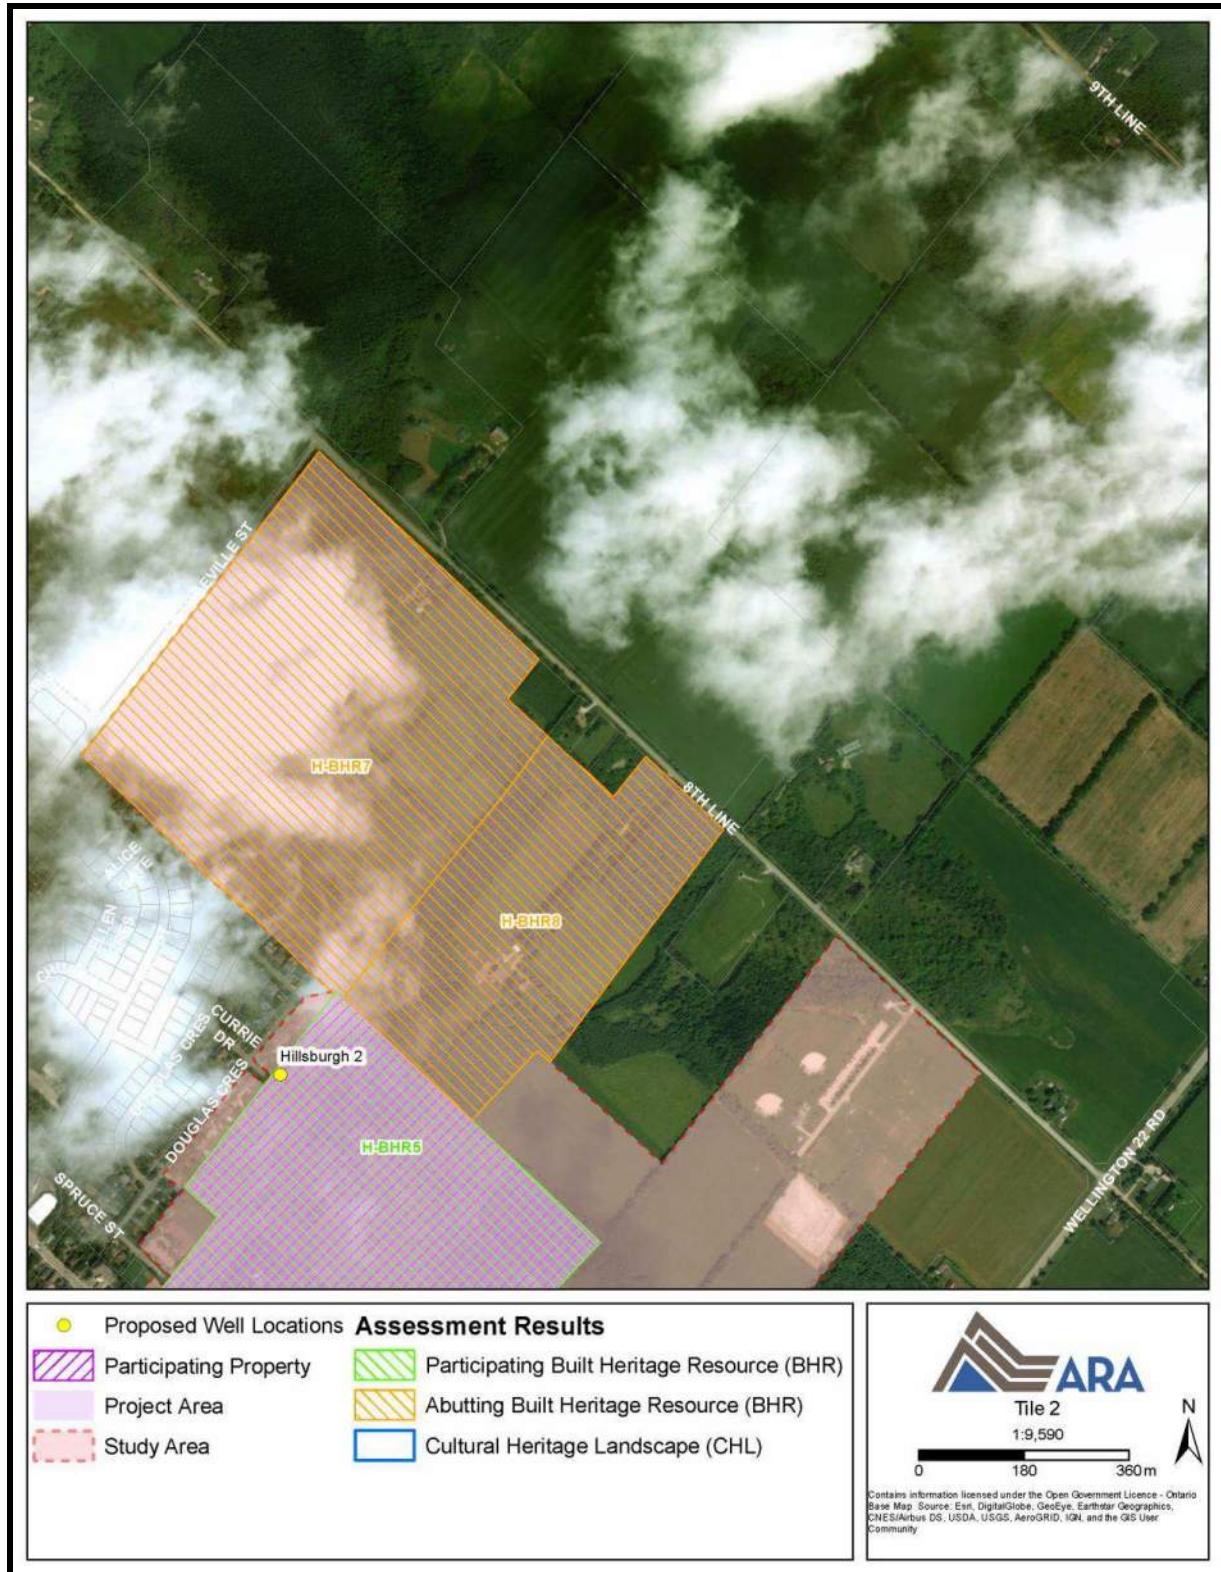 9TH LINE
EVILLE ST
H-BHR7
8TH LINE
H-BHR8
CURRIE
DR
Hillsburgh 2
DOUGLAS CRES
H-BHR5
SPRUCE ST
WELLINGTON 22 RD
Proposed Well Locations
Participating Property
Project Area
Study Area
Assessment Results
Participating Built Heritage Resource (BHR)
Abutting Built Heritage Resource (BHR)
Cultural Heritage Landscape (CHL)
ARA
Tile 2
N
1:9,590
0 180 360 m
Contains information licensed under the Open Government Licence - Ontario
Base Map Source: Esri, DigitalGlobe, GeoEye, Earthstar Geographics,
CNES/Airbus DS, USDA, USGS, AeroGRID, IGN, and the GIS User
Community